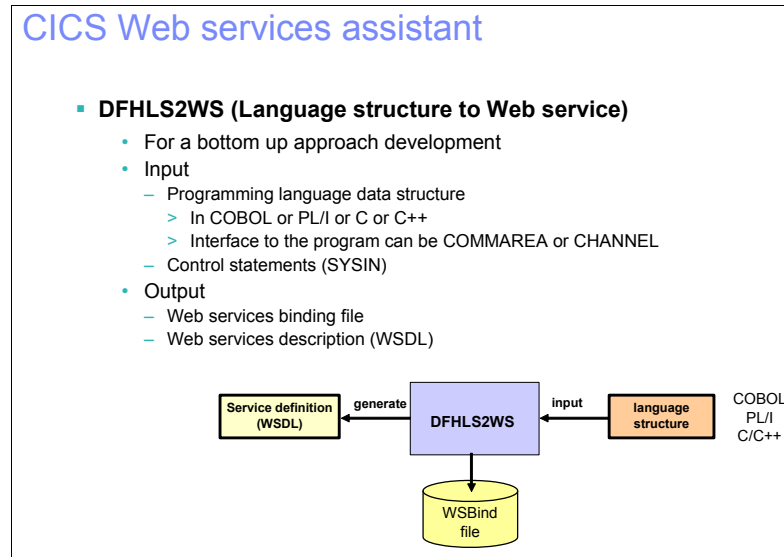 CICS Web services assistant
▪ DFHLS2WS (Language structure to Web service)
• For a bottom up approach development
• Input
– Programming language data structure
> In COBOL or PL/I or C or C++
> Interface to the program can be COMMAREA or CHANNEL
– Control statements (SYSIN)
• Output
– Web services binding file
– Web services description (WSDL)
Service definition
(WSDL)
generate
DFHLS2WS
input
language
structure
COBOL
PL/I
C/C++
WSBind
file